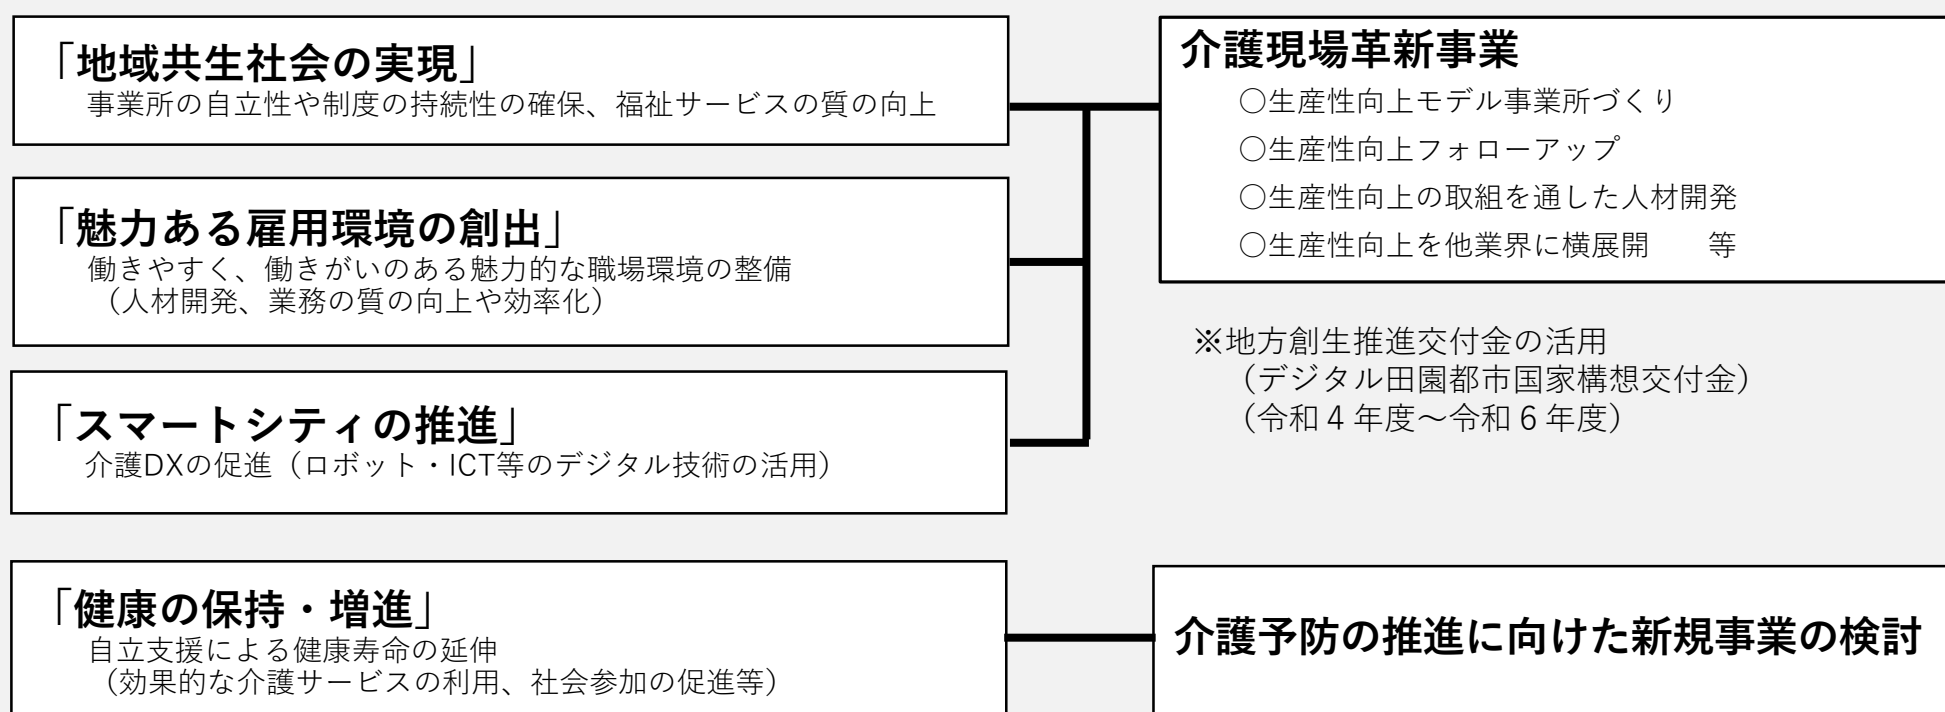 「地域共生社会の実現」
事業所の自立性や制度の持続性の確保、福祉サービスの質の向上
「魅力ある雇用環境の創出」
働きやすく、働きがいのある魅力的な職場環境の整備
（人材開発、業務の質の向上や効率化）
「スマートシティの推進」
介護DXの促進（ロボット・ICT等のデジタル技術の活用）
介護現場革新事業
○生産性向上モデル事業所づくり
○生産性向上フォローアップ
○生産性向上の取組を通した人材開発
○生産性向上を他業界に横展開　　等
※地方創生推進交付金の活用
（デジタル田園都市国家構想交付金）
（令和４年度～令和６年度）
「健康の保持・増進」
自立支援による健康寿命の延伸
（効果的な介護サービスの利用、社会参加の促進等）
介護予防の推進に向けた新規事業の検討